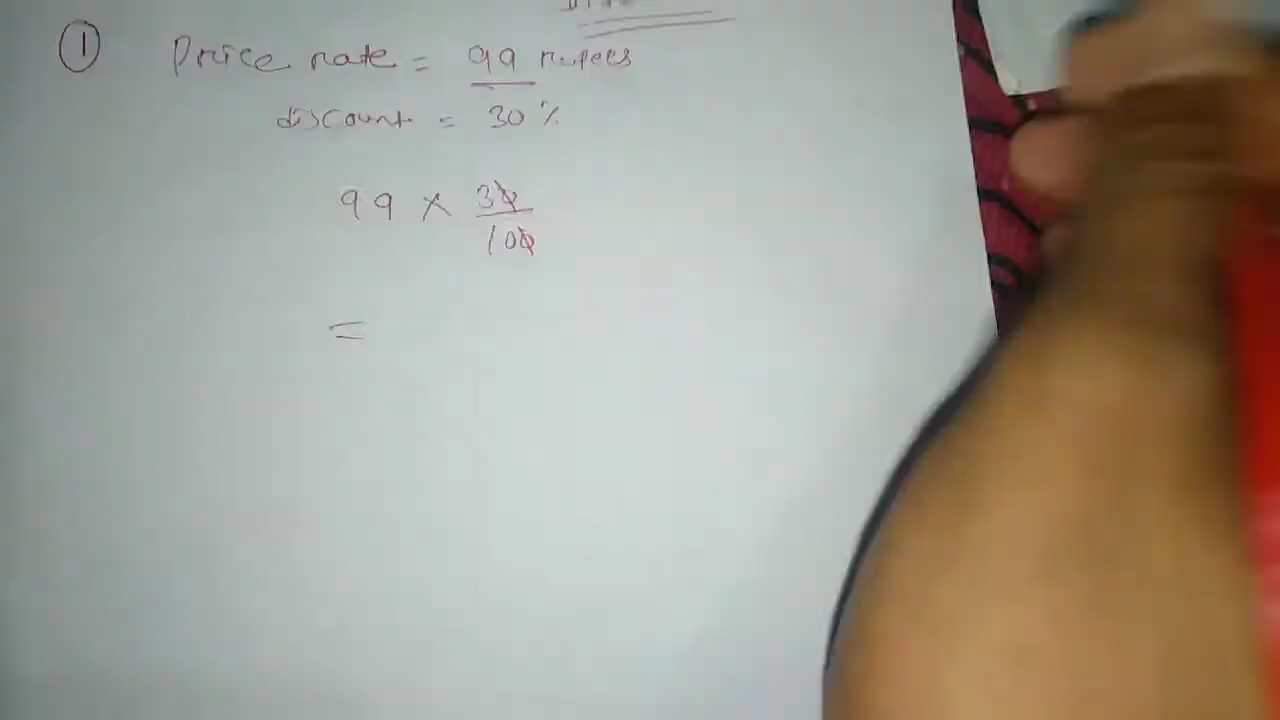 1 Price rate = 99 rupees
discount = 30 %
99 × 30
100
=